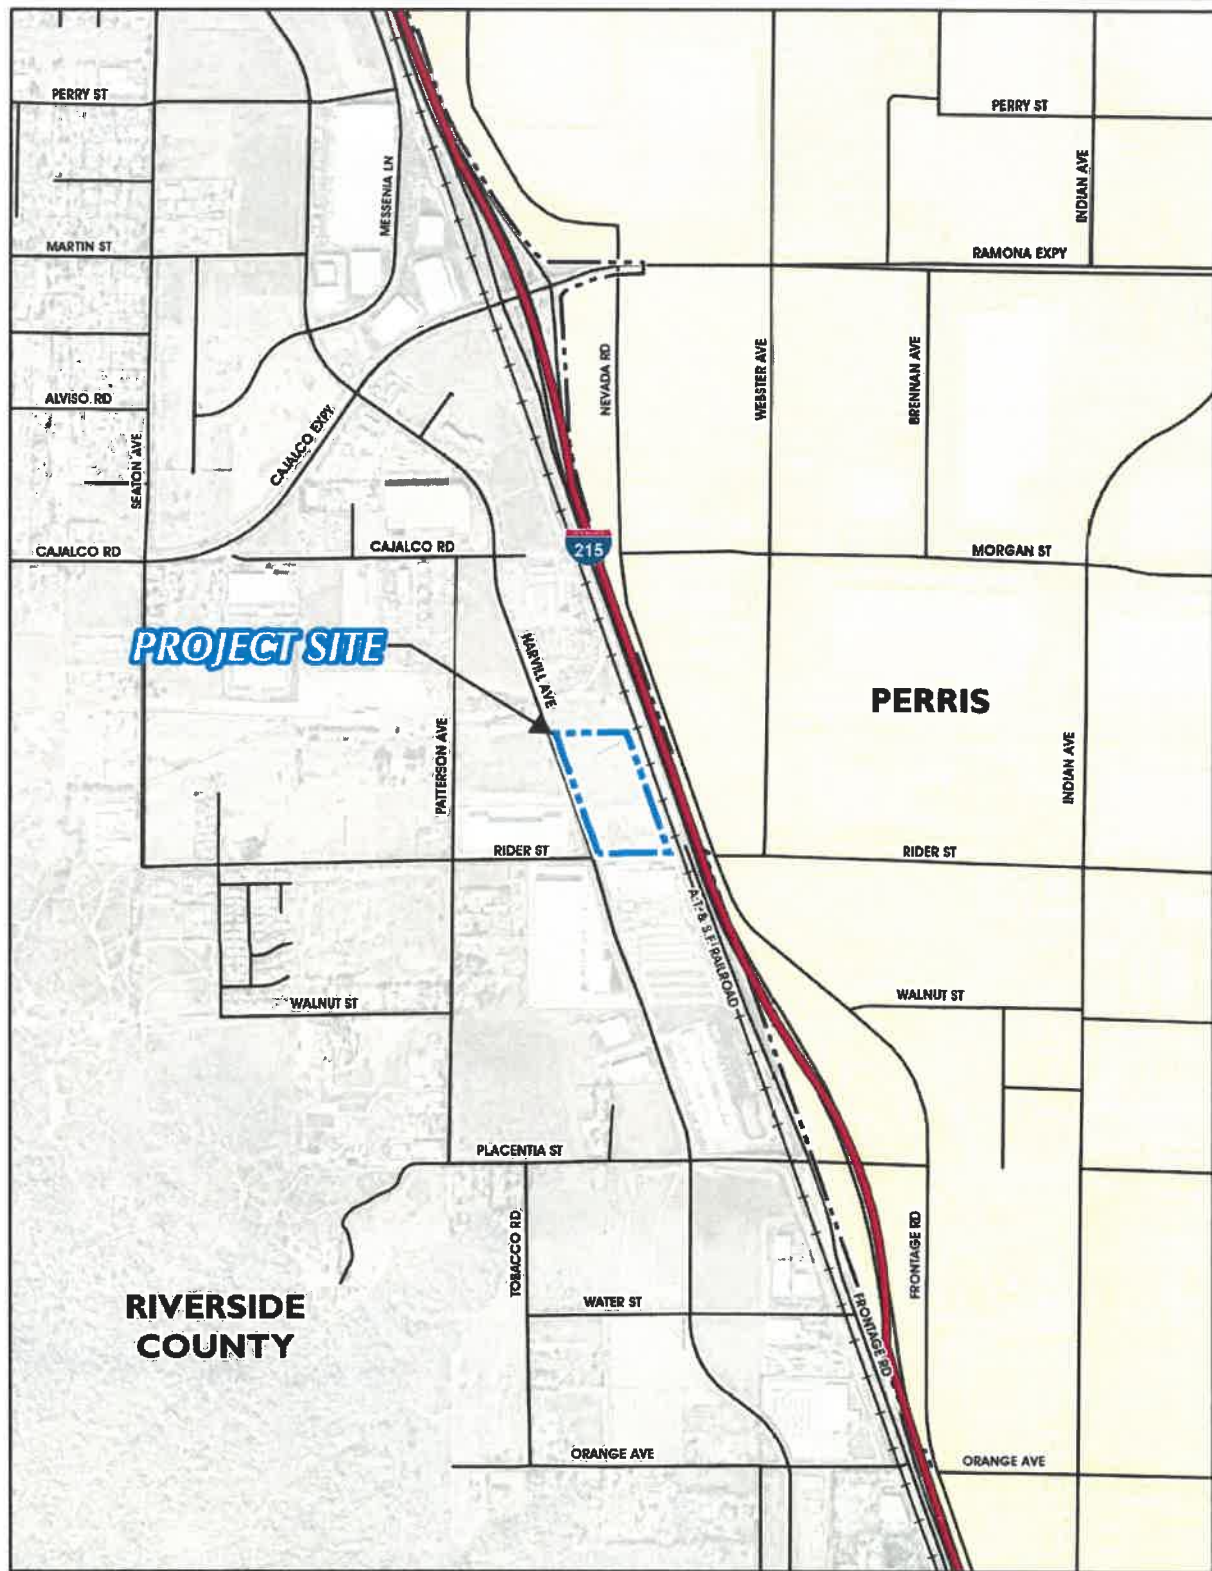 PERRY ST
PERRY ST
MESSENIA LN
INDIAN AVE
MARTIN ST
RAMONA EXPY
NEVADA RD
WEBSTER AVE
BRENNAN AVE
ALVISO RD
SEATON AVE
CAJALCO EXPY
CAJALCO RD
CAJALCO RD
215
MORGAN ST
PROJECT SITE
HARVILL AVE
PERRIS
PATTERSON AVE
INDIAN AVE
RIDER ST
RIDER ST
A.T. & S.F. RAILROAD
WALNUT ST
WALNUT ST
PLACENTIA ST
TOBACCO RD
FRONTAGE RD
RIVERSIDE
COUNTY
WATER ST
FRONTAGE RD
ORANGE AVE
ORANGE AVE